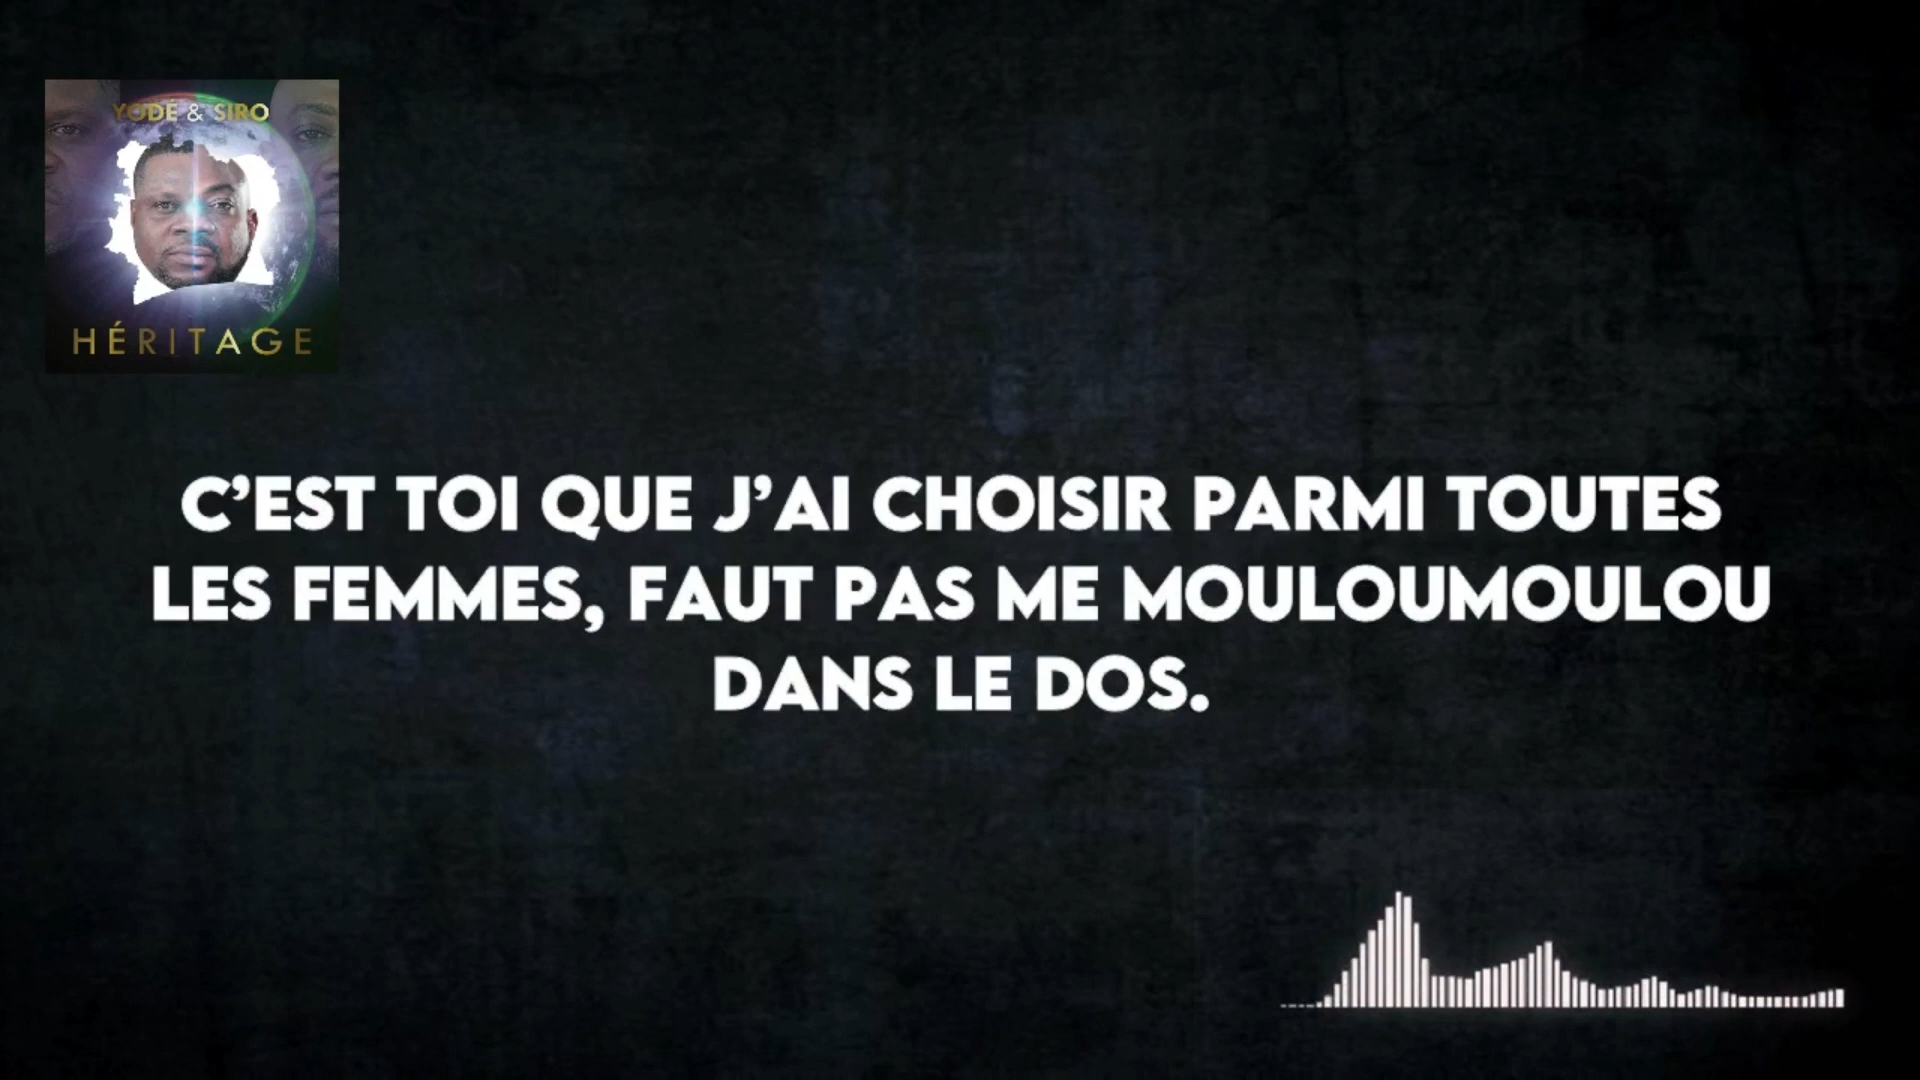 YODÉ & SIRO
HÉRITAGE
C’EST TOI QUE J’AI CHOISIR PARMI TOUTES
LES FEMMES, FAUT PAS ME MOULOUMOULOU
DANS LE DOS.